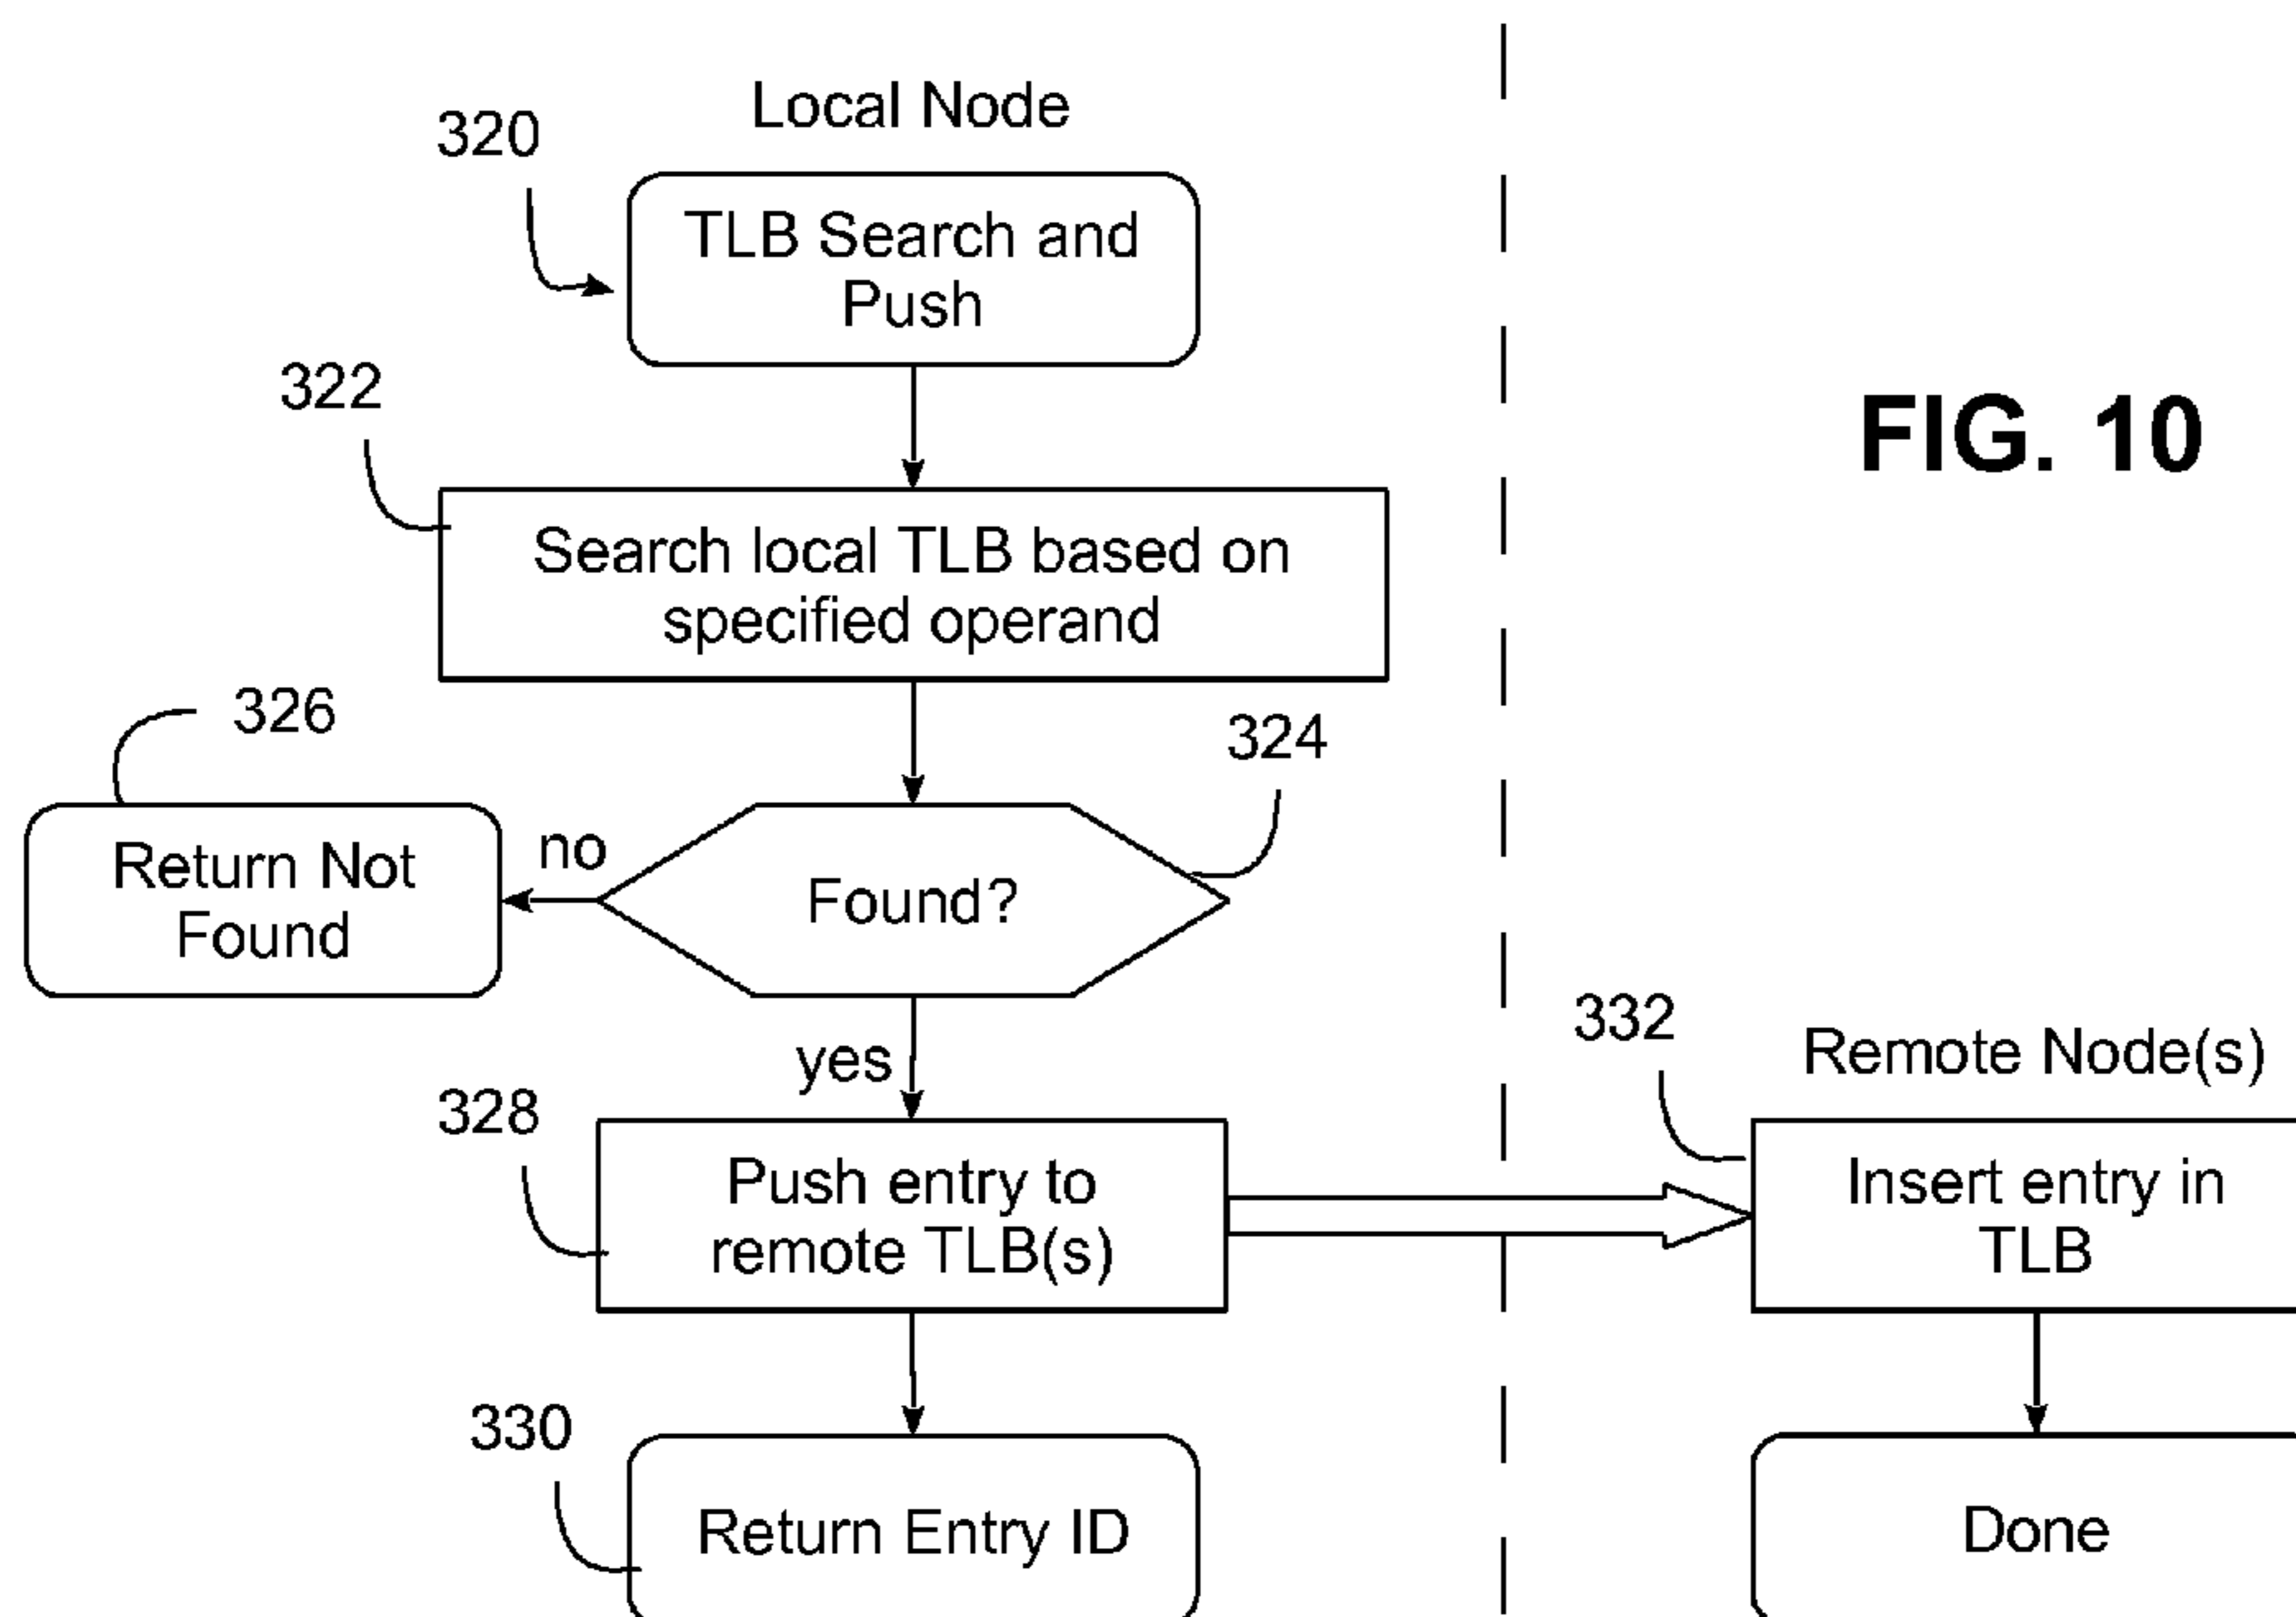 Local Node
320
TLB Search and
Push
322
FIG. 10
Search local TLB based on
specified operand
326
324
Return Not
Found
no
Found?
yes
332
Remote Node(s)
328
Push entry to
remote TLB(s)
Insert entry in
TLB
330
Return Entry ID
Done